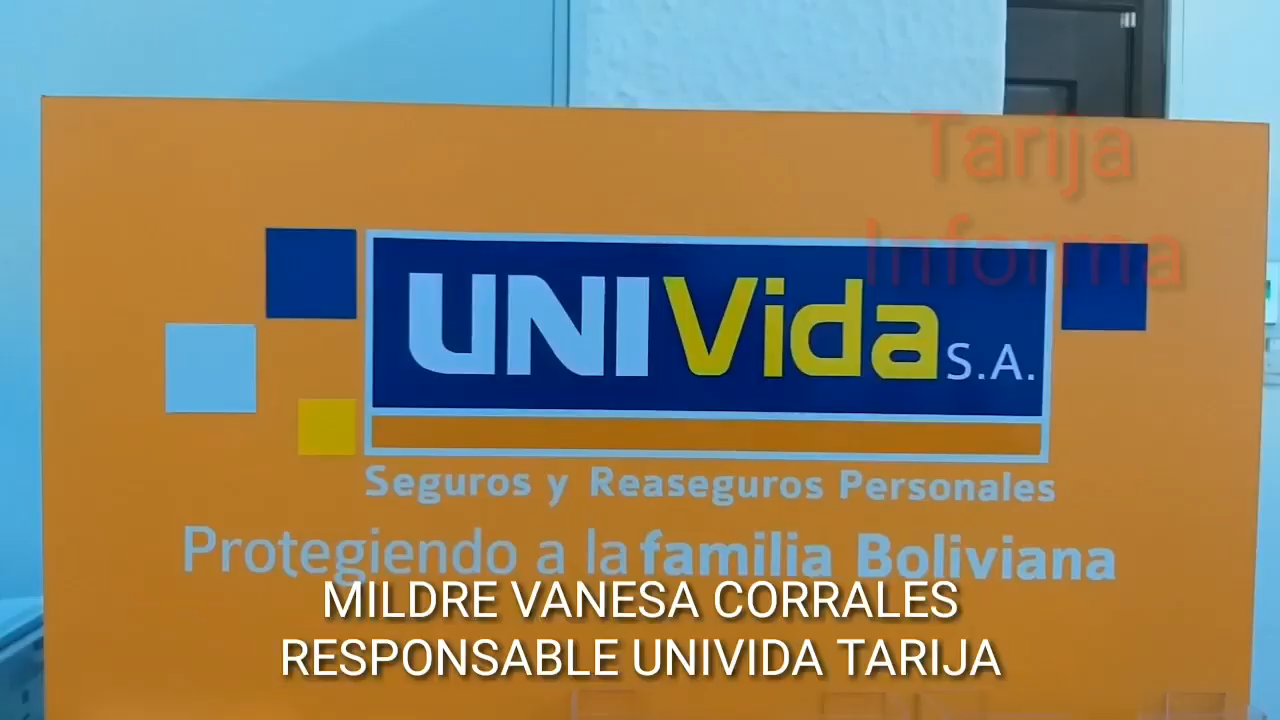 Tarija
Informa
UNIVida S.A.
Seguros y Reaseguros Personales
Protegiendo a la familia Boliviana
MILDRE VANESA CORRALES
RESPONSABLE UNIVIDA TARIJA